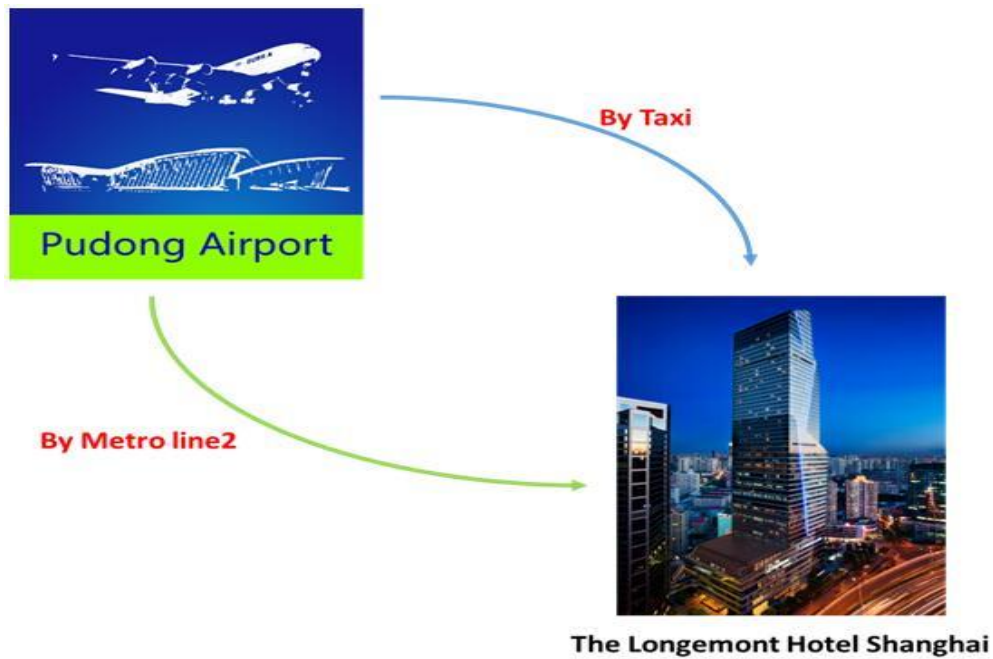 By Taxi
Pudong Airport
By Metro line2
The Longemont Hotel Shanghai